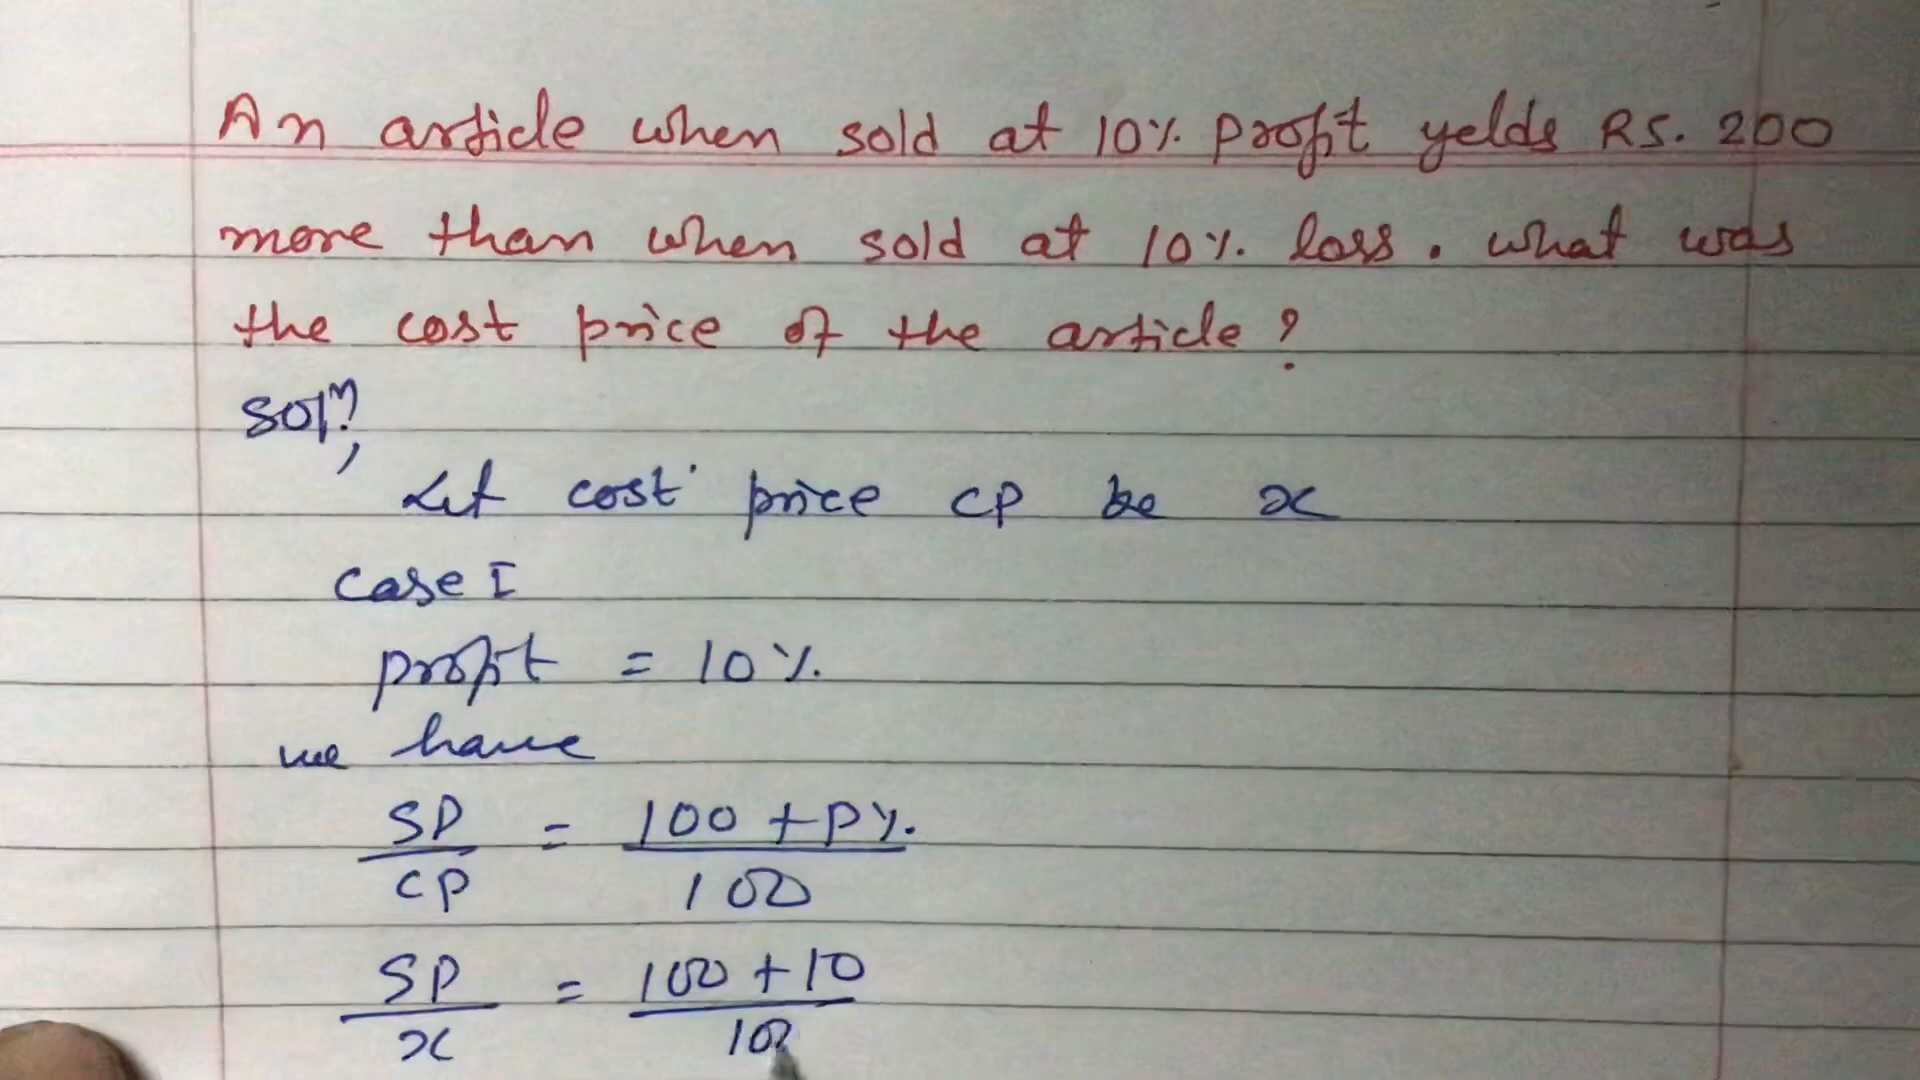 An article when sold at 10% profit yelds RS. 200
more than when sold at 10% loss. what was
the cost price of the article?
Solⁿ,
Let cost price CP be x
Case I
profit = 10%
we have
SP/CP = 100 + P%/100
SP/x = 100 + 10/100